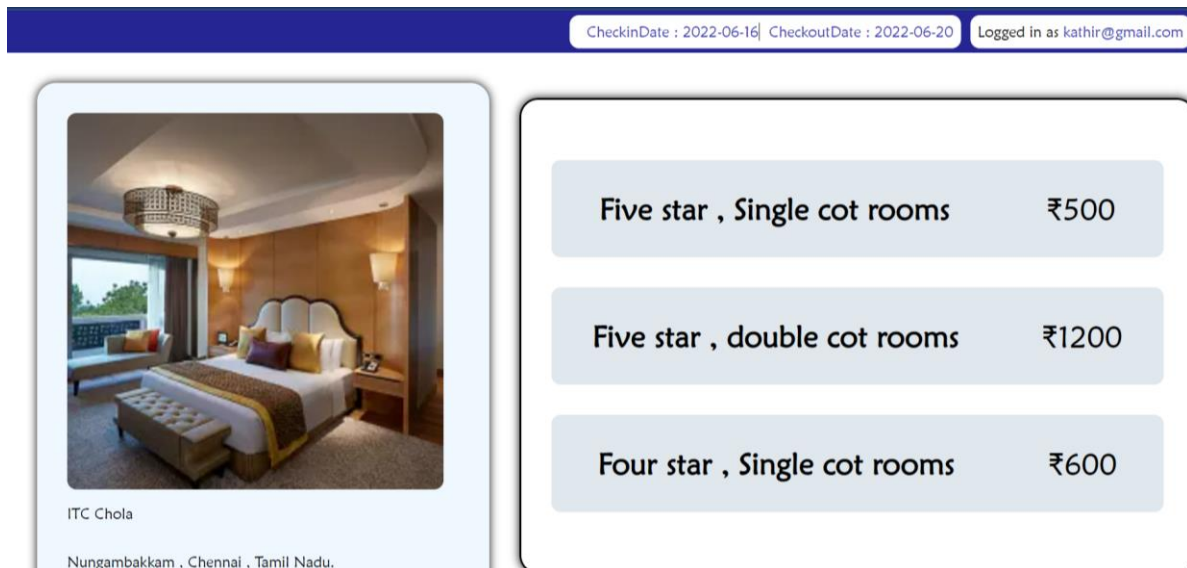 CheckinDate : 2022-06-16| CheckoutDate : 2022-06-20 Logged in as kathir@gmail.com
ITC Chola
Nungambakkam , Chennai , Tamil Nadu.
Five star , Single cot rooms ₹500
Five star , double cot rooms ₹1200
Four star , Single cot rooms ₹600